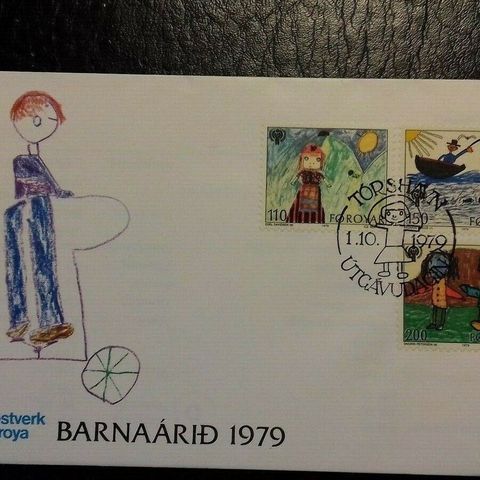 110 FØROYAR
150
TÓRSHAVN
1.10. 1979
ÚTGÁVUDAGUR
200
BARNAÁRIÐ 1979